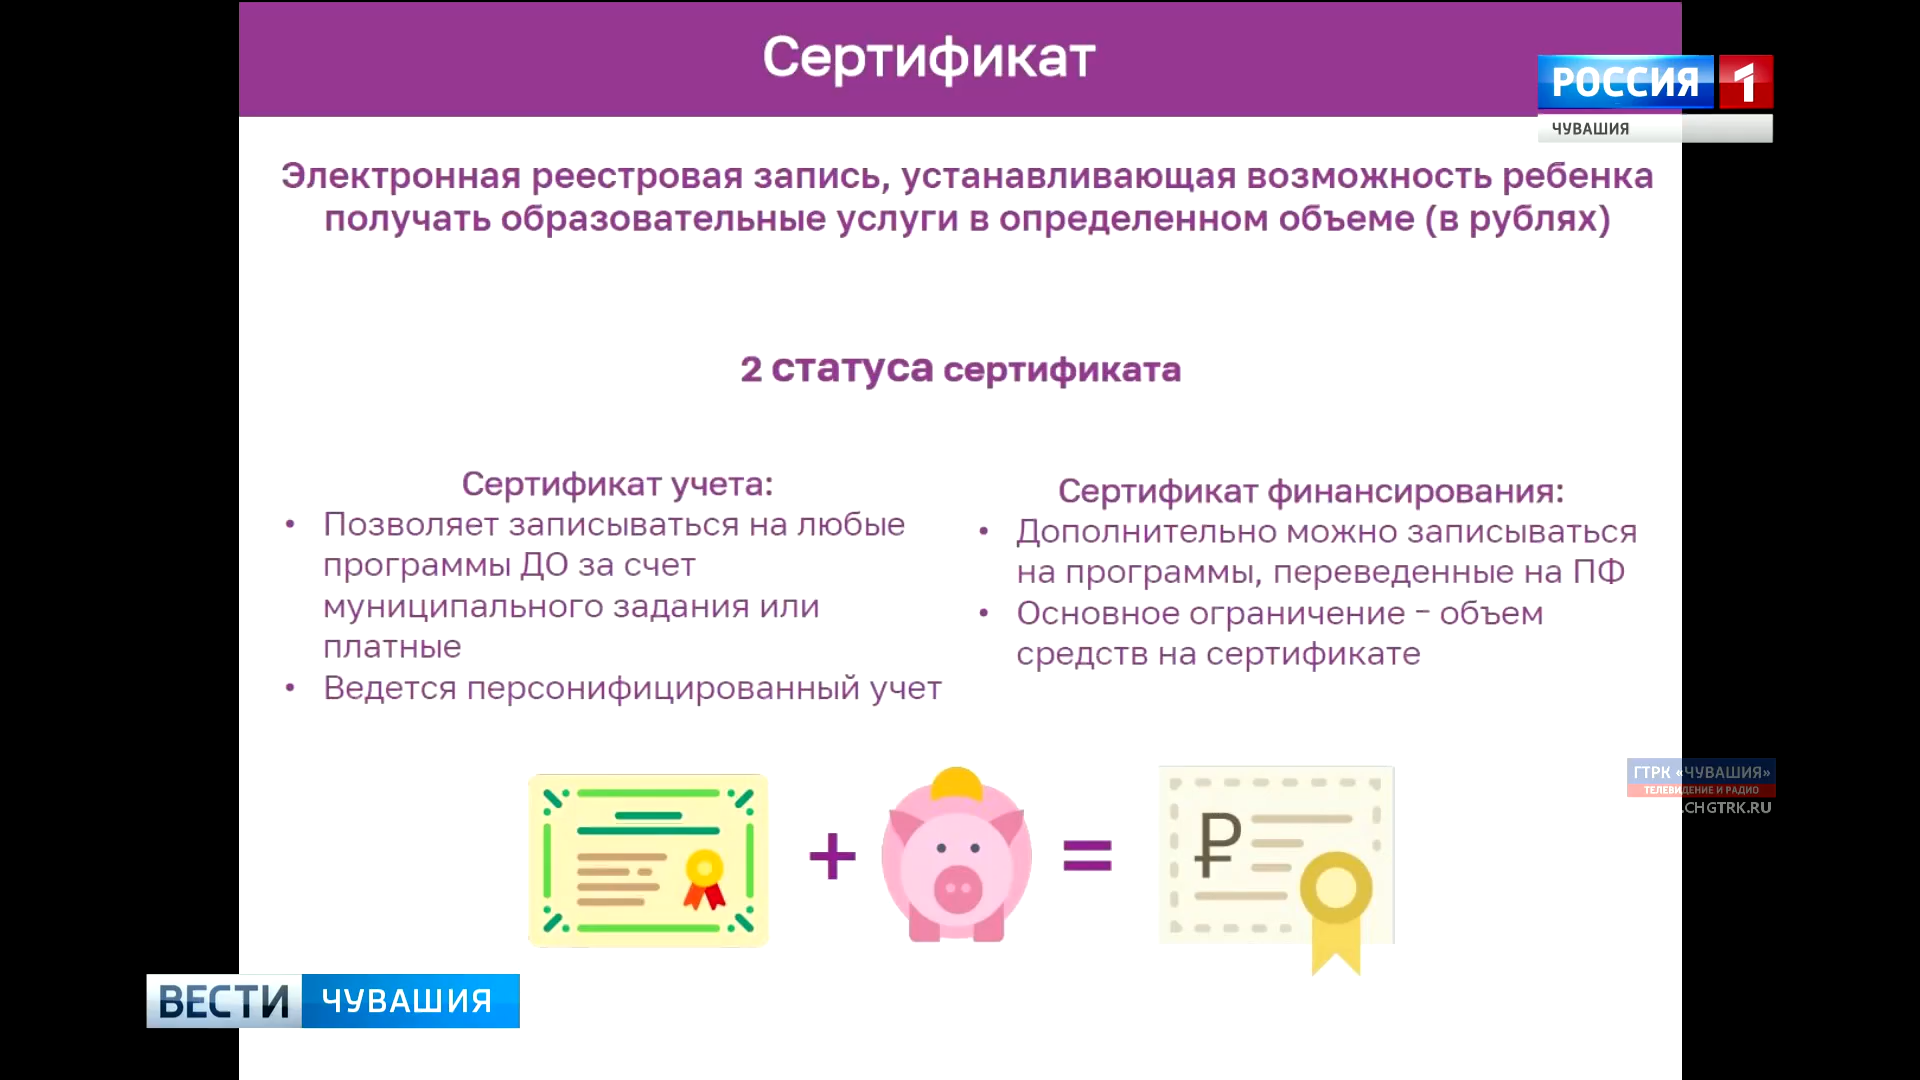 Сертификат
РОССИЯ 1
ЧУВАШИЯ
Электронная реестровая запись, устанавливающая возможность ребенка
получать образовательные услуги в определенном объеме (в рублях)
2 статуса сертификата
Сертификат учета:
• Позволяет записываться на любые
программы ДО за счет
муниципального задания или
платные
• Ведется персонифицированный учет
Сертификат финансирования:
• Дополнительно можно записываться
на программы, переведенные на ПФ
• Основное ограничение – объем
средств на сертификате
+ =
₽
ГТРК «ЧУВАШИЯ»
ТЕЛЕВИДЕНИЕ И РАДИО
.CHGTRK.RU
ВЕСТИ ЧУВАШИЯ